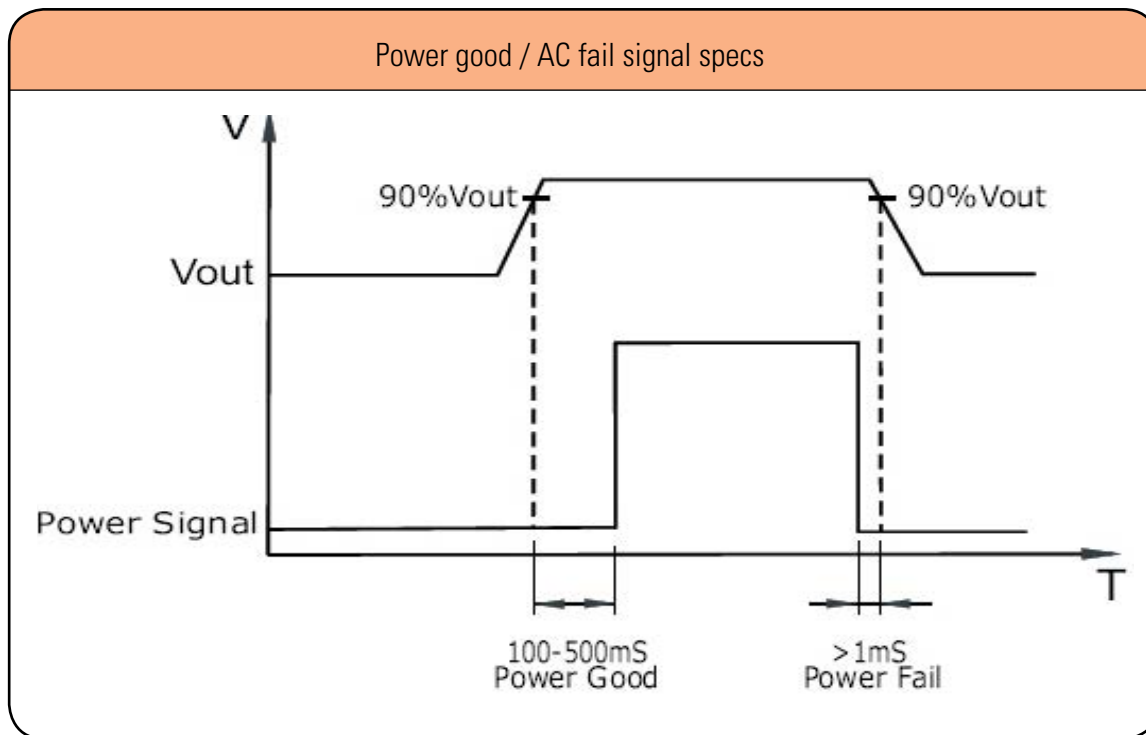 Power good / AC fail signal specs
V
90%Vout
90%Vout
Vout
Power Signal
T
100-500mS
Power Good
>1mS
Power Fail